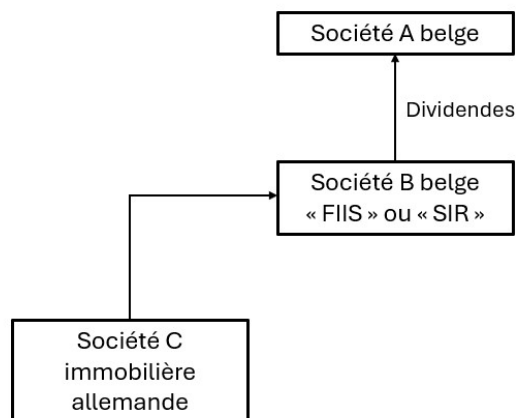 Société A belge
Dividendes
Société B belge
« FIIS » ou « SIR »
Société C
immobilière
allemande